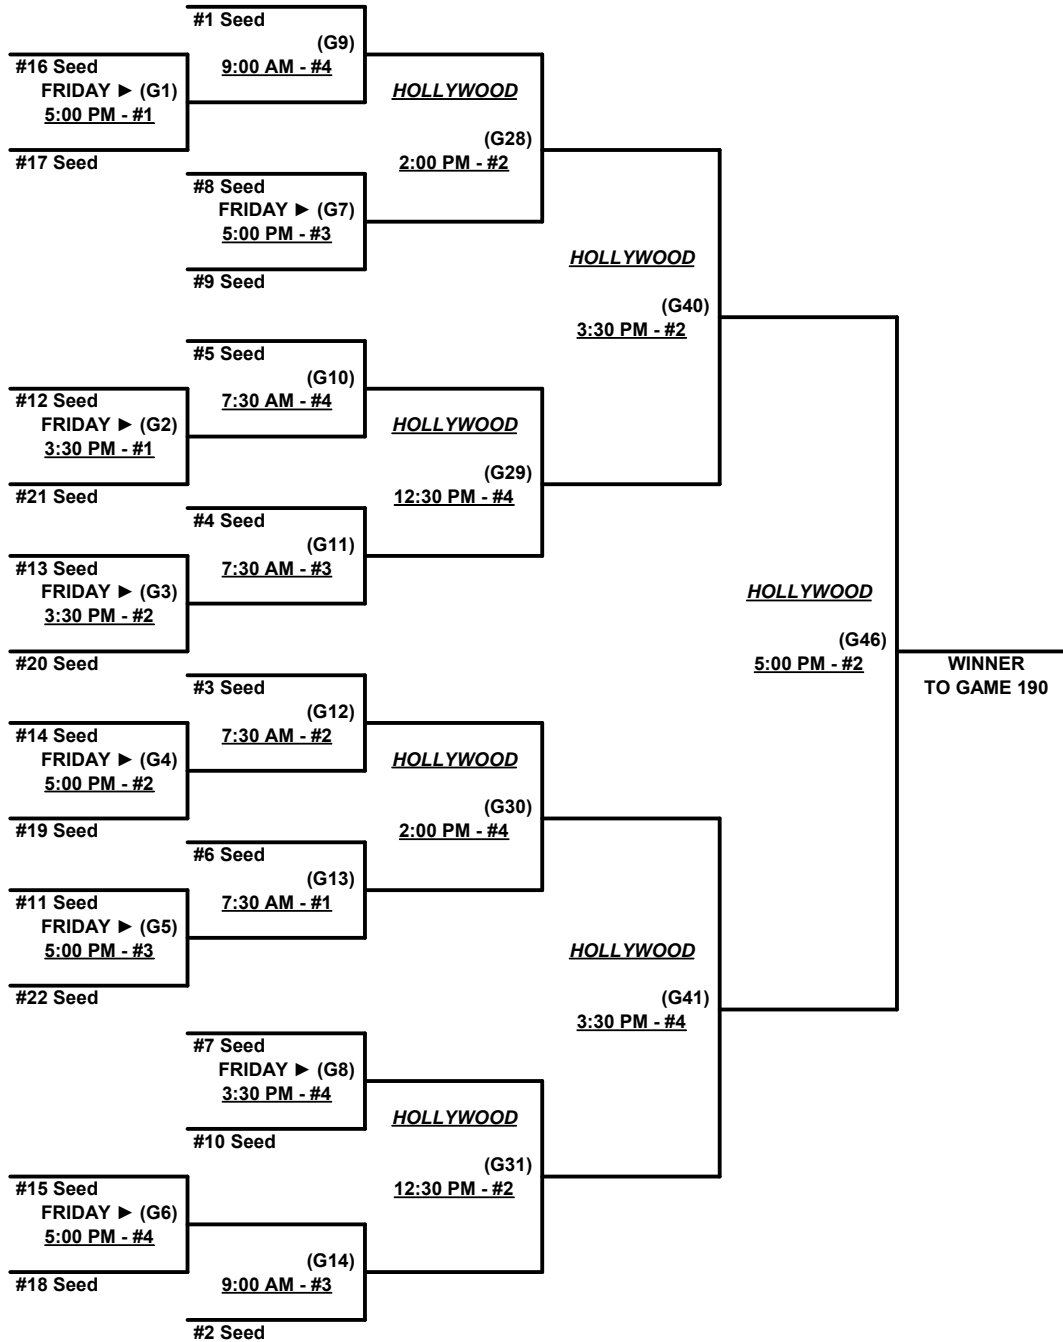 #1 Seed
(G9)
9:00 AM - #4
#16 Seed
FRIDAY ► (G1)
5:00 PM - #1
#17 Seed
HOLLYWOOD
(G28)
2:00 PM - #2
#8 Seed
FRIDAY ► (G7)
5:00 PM - #3
#9 Seed
HOLLYWOOD
(G40)
3:30 PM - #2
#5 Seed
(G10)
7:30 AM - #4
#12 Seed
FRIDAY ► (G2)
3:30 PM - #1
#21 Seed
HOLLYWOOD
(G29)
12:30 PM - #4
#4 Seed
(G11)
7:30 AM - #3
#13 Seed
FRIDAY ► (G3)
3:30 PM - #2
#20 Seed
HOLLYWOOD
(G46)
5:00 PM - #2
WINNER
TO GAME 190
#3 Seed
(G12)
7:30 AM - #2
#14 Seed
FRIDAY ► (G4)
5:00 PM - #2
#19 Seed
HOLLYWOOD
(G30)
2:00 PM - #4
#6 Seed
(G13)
7:30 AM - #1
#11 Seed
FRIDAY ► (G5)
5:00 PM - #3
#22 Seed
HOLLYWOOD
(G41)
3:30 PM - #4
#7 Seed
FRIDAY ► (G8)
3:30 PM - #4
#10 Seed
HOLLYWOOD
(G31)
12:30 PM - #2
#15 Seed
FRIDAY ► (G6)
5:00 PM - #4
#18 Seed
(G14)
9:00 AM - #3
#2 Seed